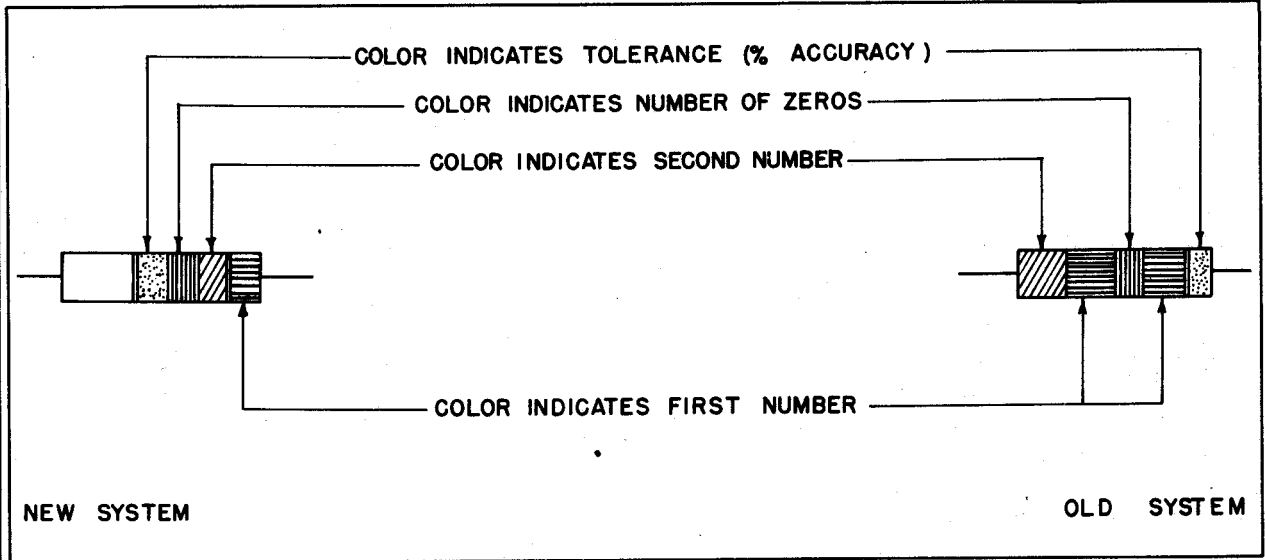 COLOR INDICATES TOLERANCE (% ACCURACY)
COLOR INDICATES NUMBER OF ZEROS
COLOR INDICATES SECOND NUMBER
COLOR INDICATES FIRST NUMBER
NEW SYSTEM
OLD SYSTEM